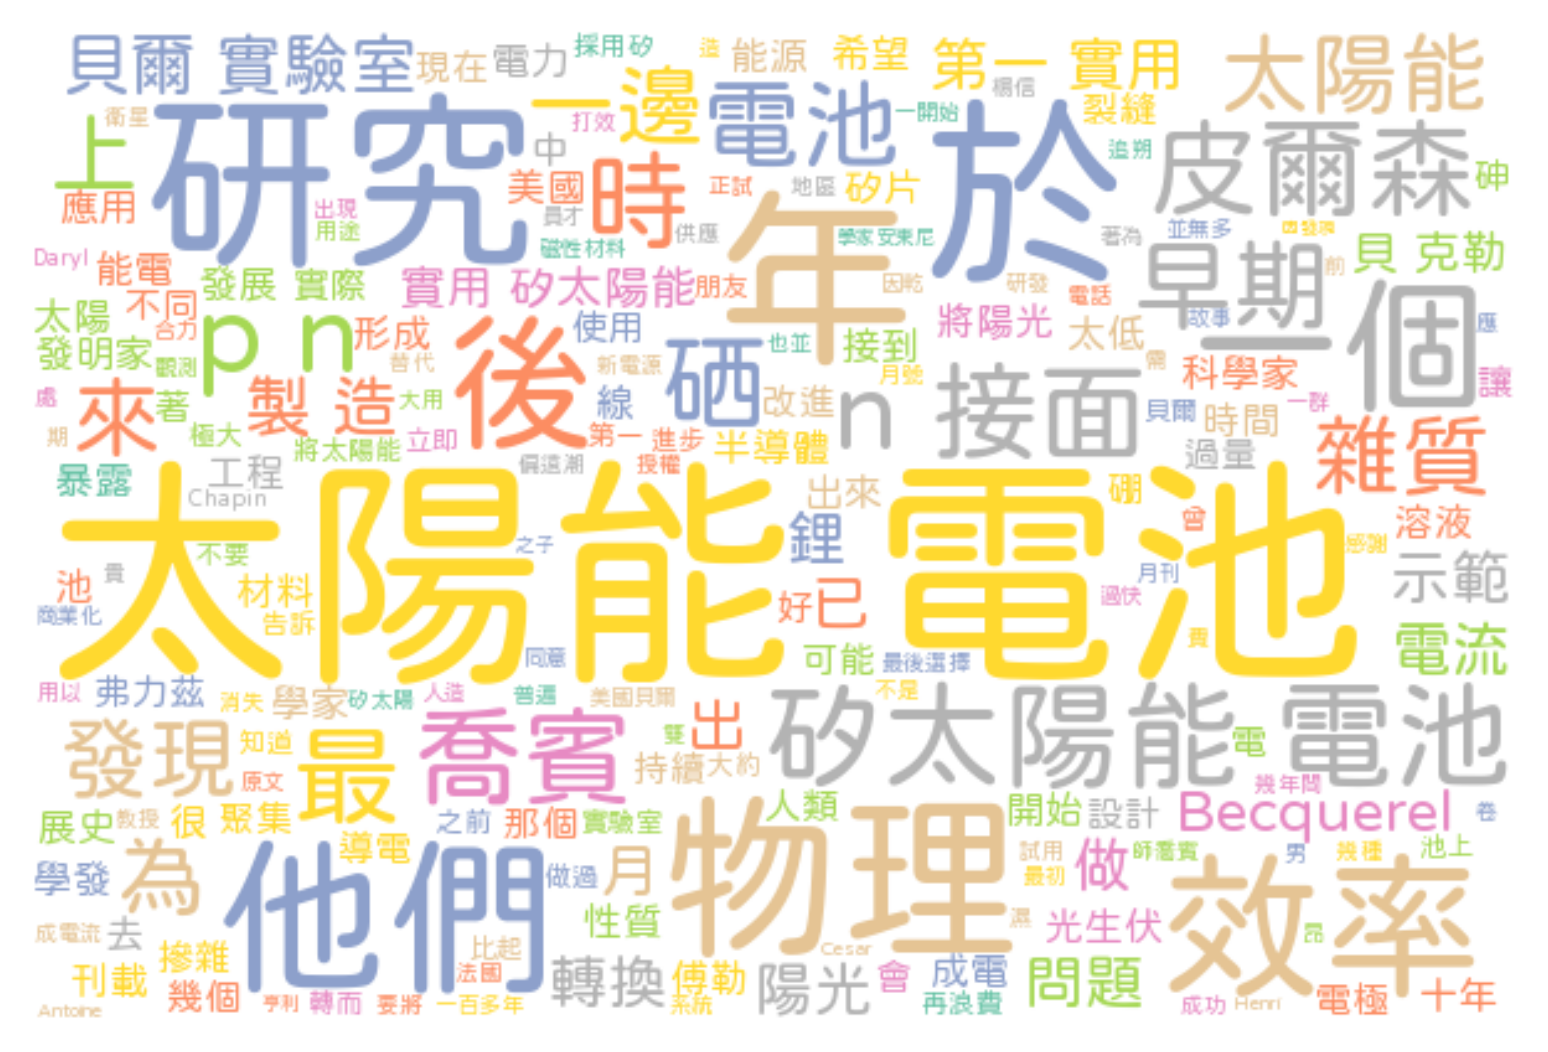 貝爾 實驗室 現在 電力 採用矽 造 能源 希望 第一 實用 太陽能
衛星 研究 一邊 電池 於 楊信 裂縫
上 打效 一開始 皮爾森
應用 出現 用途 中 美國 時 正試 地區 矽片 追朔 砷
員才 磁性材料 供應 年 學家 安東尼 著為 並無多
Daryl 能電 發展 實際 實用 矽太陽能 朋友 因乾 研發 電話 早期 前 貝 克勒
太陽 不同 合力 p n 形成 使用 將陽光 太低 故事 一個 應
發明家 觀測 替代 後 新電源 硒 也並 接到 月號 需 科學家 讓
處 來 著 製 造 大用 線 改進 n 接面 貝爾 時間 一群
期 極大 將太陽能 立即 第一 進步 半導體 雜質
暴露 工程 Chapin 偏遠潮 授權 出來 硼 過量 溶液
太陽能 電池
不要 之子 鋰 曾 感謝
池 貴 材料 好 已 月刊 示範
商業化 告訴 過快
同意 可能 最後選擇 費 電流
用以 弗力茲 消失 學家 矽太陽 人造 普遍 美國貝爾 不是
發現 知道 最 喬賓 雙 出 矽太陽能 電 電池
原文 持續 大約 幾年間
展史 教授 很 聚集 之前 那個 實驗室 人類 開始 設計 Becquerel 卷
導電 物理
學發 為 他們 做過 月 試用 做 師喬賓 男 幾種 池上
最初 效率
成電流 去 比起 性質 濕 光生伏 昂
摻雜 Cesar
刊載 幾個 法國 轉換 傅勒 陽光 會 成電 問題
Antoine 亨利 轉而 要將 一百多年 系統 再浪費 成功 Henri 電極 十年